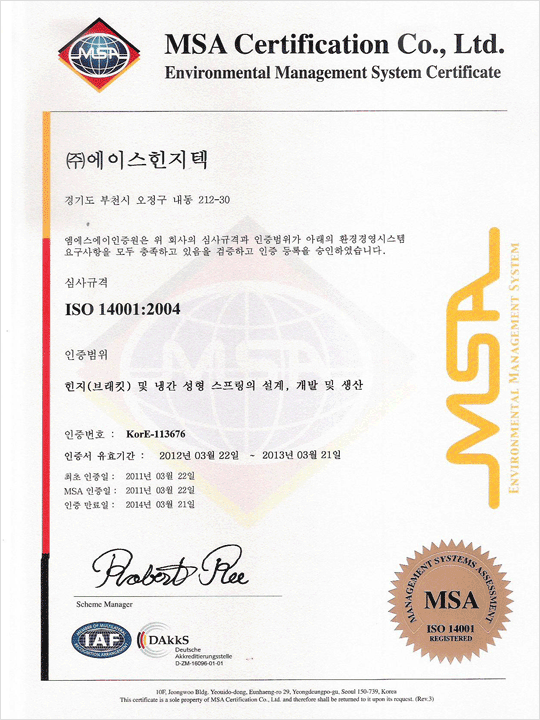 MSA
MSA Certification Co., Ltd.
Environmental Management System Certificate
㈜에이스힌지텍
경기도 부천시 오정구 내동 212-30
엠에스에이인증원은 위 회사의 심사규격과 인증범위가 아래의 환경경영시스템
요구사항을 모두 충족하고 있음을 검증하고 인증 등록을 승인하였습니다.
심사규격
ISO 14001:2004
인증범위
힌지(브래킷) 및 냉간 성형 스프링의 설계, 개발 및 생산
인증번호 : KorE-113676
인증서 유효기간 : 2012년 03월 22일 ~ 2013년 03월 21일
최초 인증일 : 2011년 03월 22일
MSA 인증일 : 2011년 03월 22일
인증 만료일 : 2014년 03월 21일
MSA
MSA
ENVIRONMENTAL MANAGEMENT SYSTEM
Robert Ree
Scheme Manager
MEMBER OF MULTILATERAL
IAF
RECOGNITION ARRANGEMENT
DAkkS
Deutsche
Akkreditierungsstelle
D-ZM-16096-01-01
MANAGEMENT SYSTEMS ASSESSMENT
MSA
ISO 14001
REGISTERED
10F, Jeongwoo Bldg. Yeouido-dong, Eunhaeng-ro 29, Yeongdeungpo-gu, Seoul 150-739, Korea
This certificate is a sole property of MSA Certification Co., Ltd. and therefore shall be returned to it upon its request. (Rev.3)